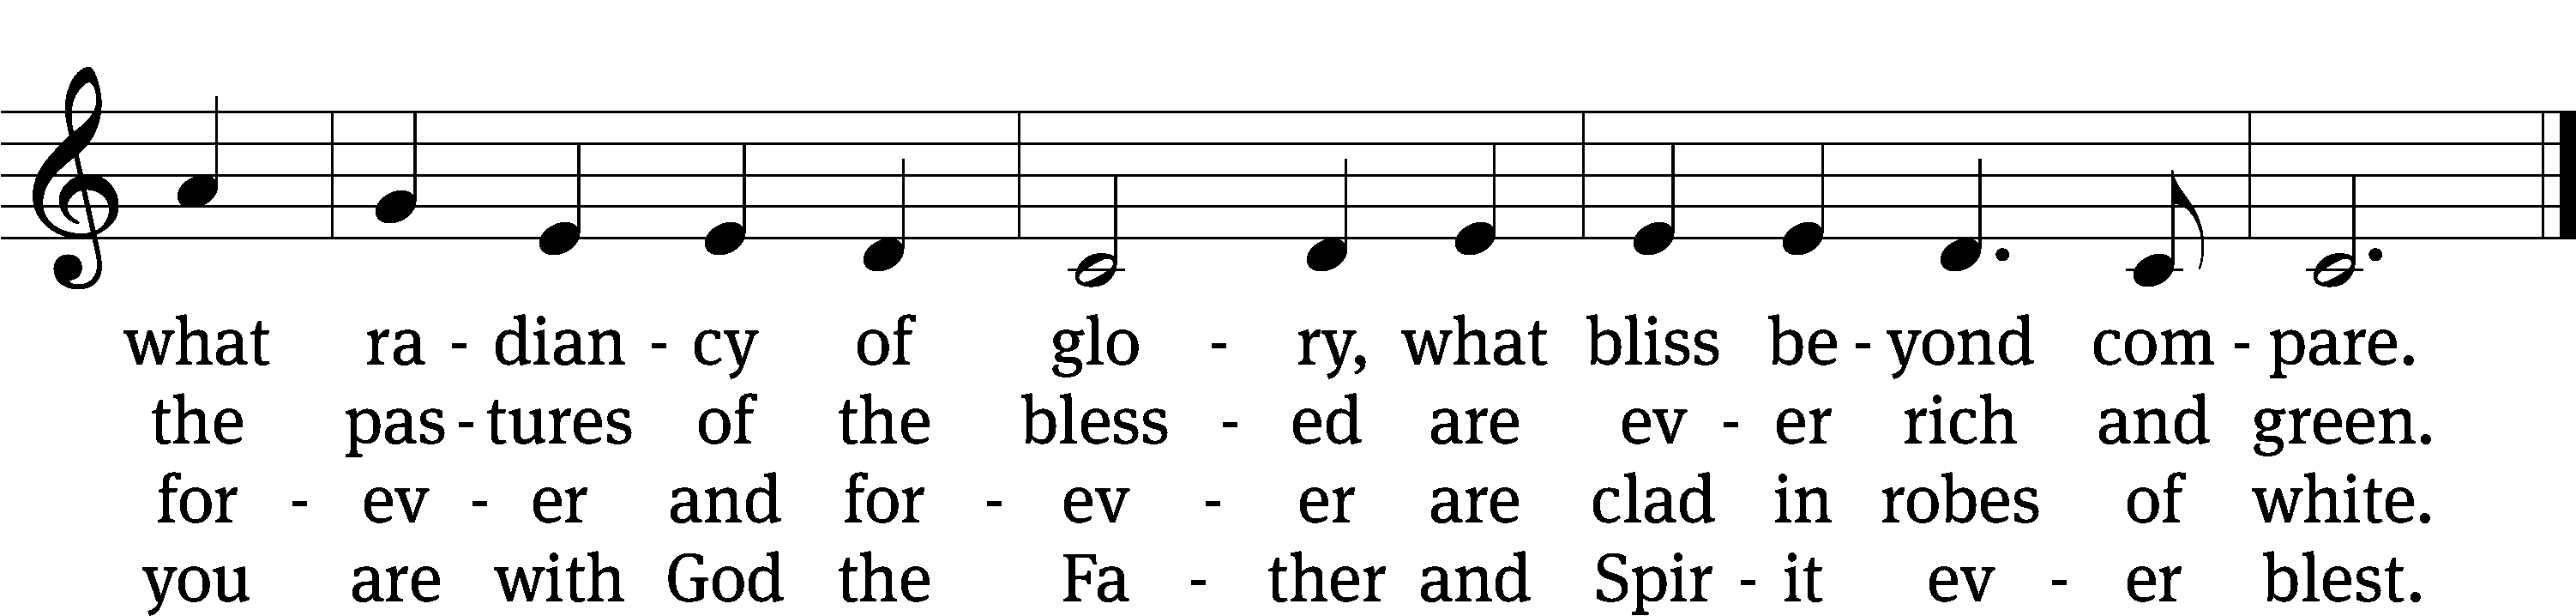 what ra - dian - cy of glo - ry, what bliss be - yond com - pare.
the pas - tures of the bless - ed are ev - er rich and green.
for - ev - er and for - ev - er are clad in robes of white.
you are with God the Fa - ther and Spir - it ev - er blest.